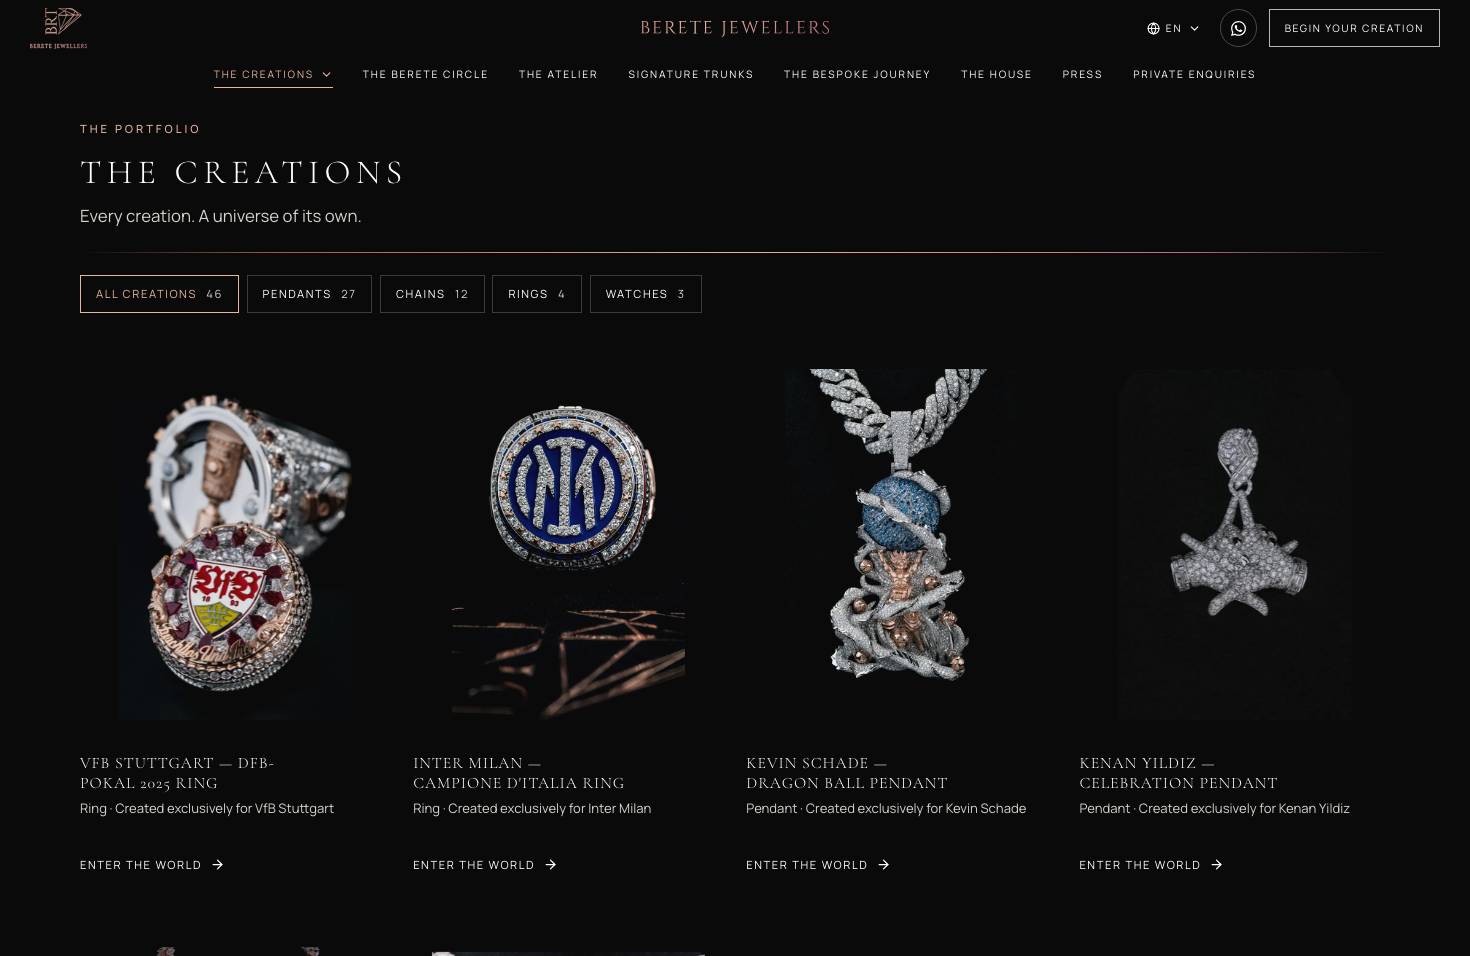 BRT
BERETE JEWELLERS
BERETE JEWELLERS
EN
BEGIN YOUR CREATION
THE CREATIONS
THE BERETE CIRCLE
THE ATELIER
SIGNATURE TRUNKS
THE BESPOKE JOURNEY
THE HOUSE
PRESS
PRIVATE ENQUIRIES
THE PORTFOLIO
THE CREATIONS
Every creation. A universe of its own.
ALL CREATIONS 46
PENDANTS 27
CHAINS 12
RINGS 4
WATCHES 3
VfB
18 93
VFB STUTTGART — DFB-
POKAL 2025 RING
Ring · Created exclusively for VfB Stuttgart
ENTER THE WORLD
INTER MILAN —
CAMPIONE D'ITALIA RING
Ring · Created exclusively for Inter Milan
ENTER THE WORLD
KEVIN SCHADE —
DRAGON BALL PENDANT
Pendant · Created exclusively for Kevin Schade
ENTER THE WORLD
KENAN YILDIZ —
CELEBRATION PENDANT
Pendant · Created exclusively for Kenan Yildiz
ENTER THE WORLD